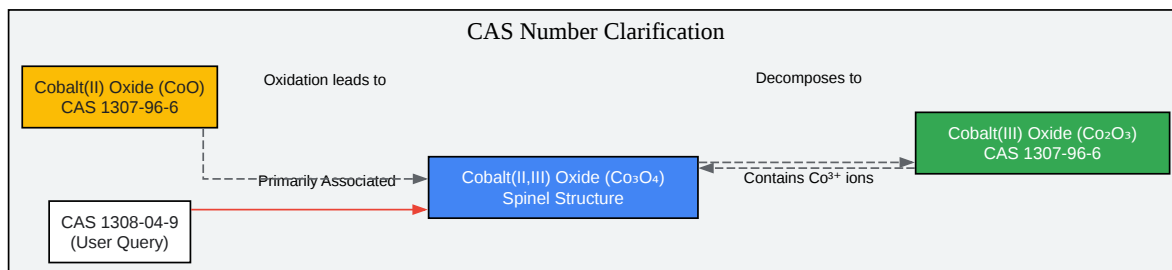 CAS Number Clarification
Cobalt(II) Oxide (CoO)
CAS 1307-96-6
Oxidation leads to
Decomposes to
Cobalt(III) Oxide (Co₂O₃)
CAS 1307-96-6
Primarily Associated
Cobalt(II,III) Oxide (Co₃O₄)
Spinel Structure
Contains Co³⁺ ions
CAS 1308-04-9
(User Query)